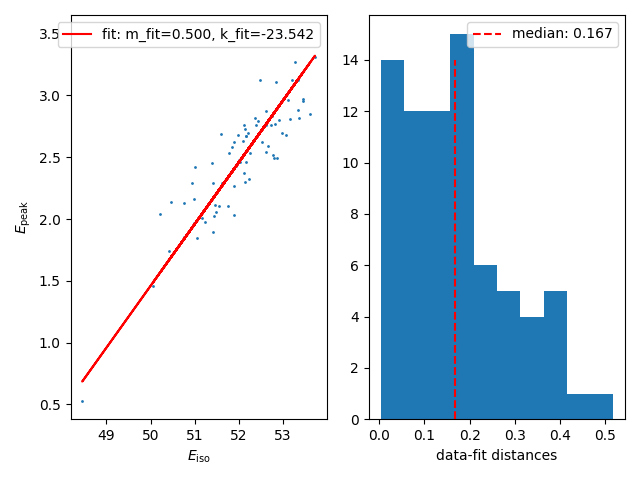 fit: m_fit=0.500, k_fit=-23.542
3.5
3.0
2.5
2.0
1.5
1.0
0.5
E_peak
49 50 51 52 53
E_iso
median: 0.167
14
12
10
8
6
4
2
0
0.0 0.1 0.2 0.3 0.4 0.5
data-fit distances